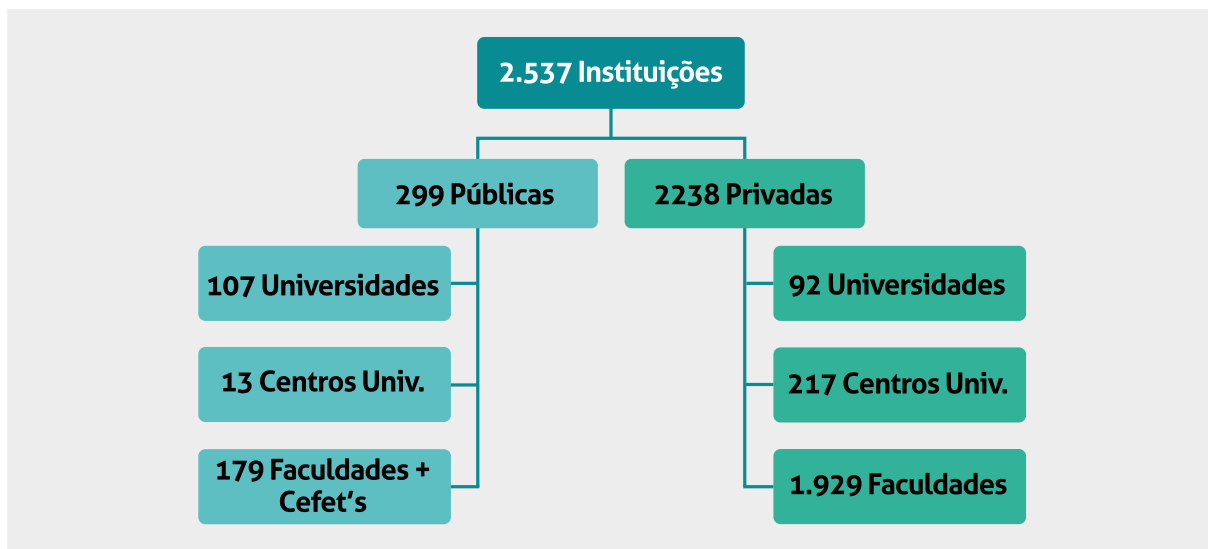 2.537 Instituições
299 Públicas
2238 Privadas
107 Universidades
13 Centros Univ.
179 Faculdades +
Cefet’s
92 Universidades
217 Centros Univ.
1.929 Faculdades